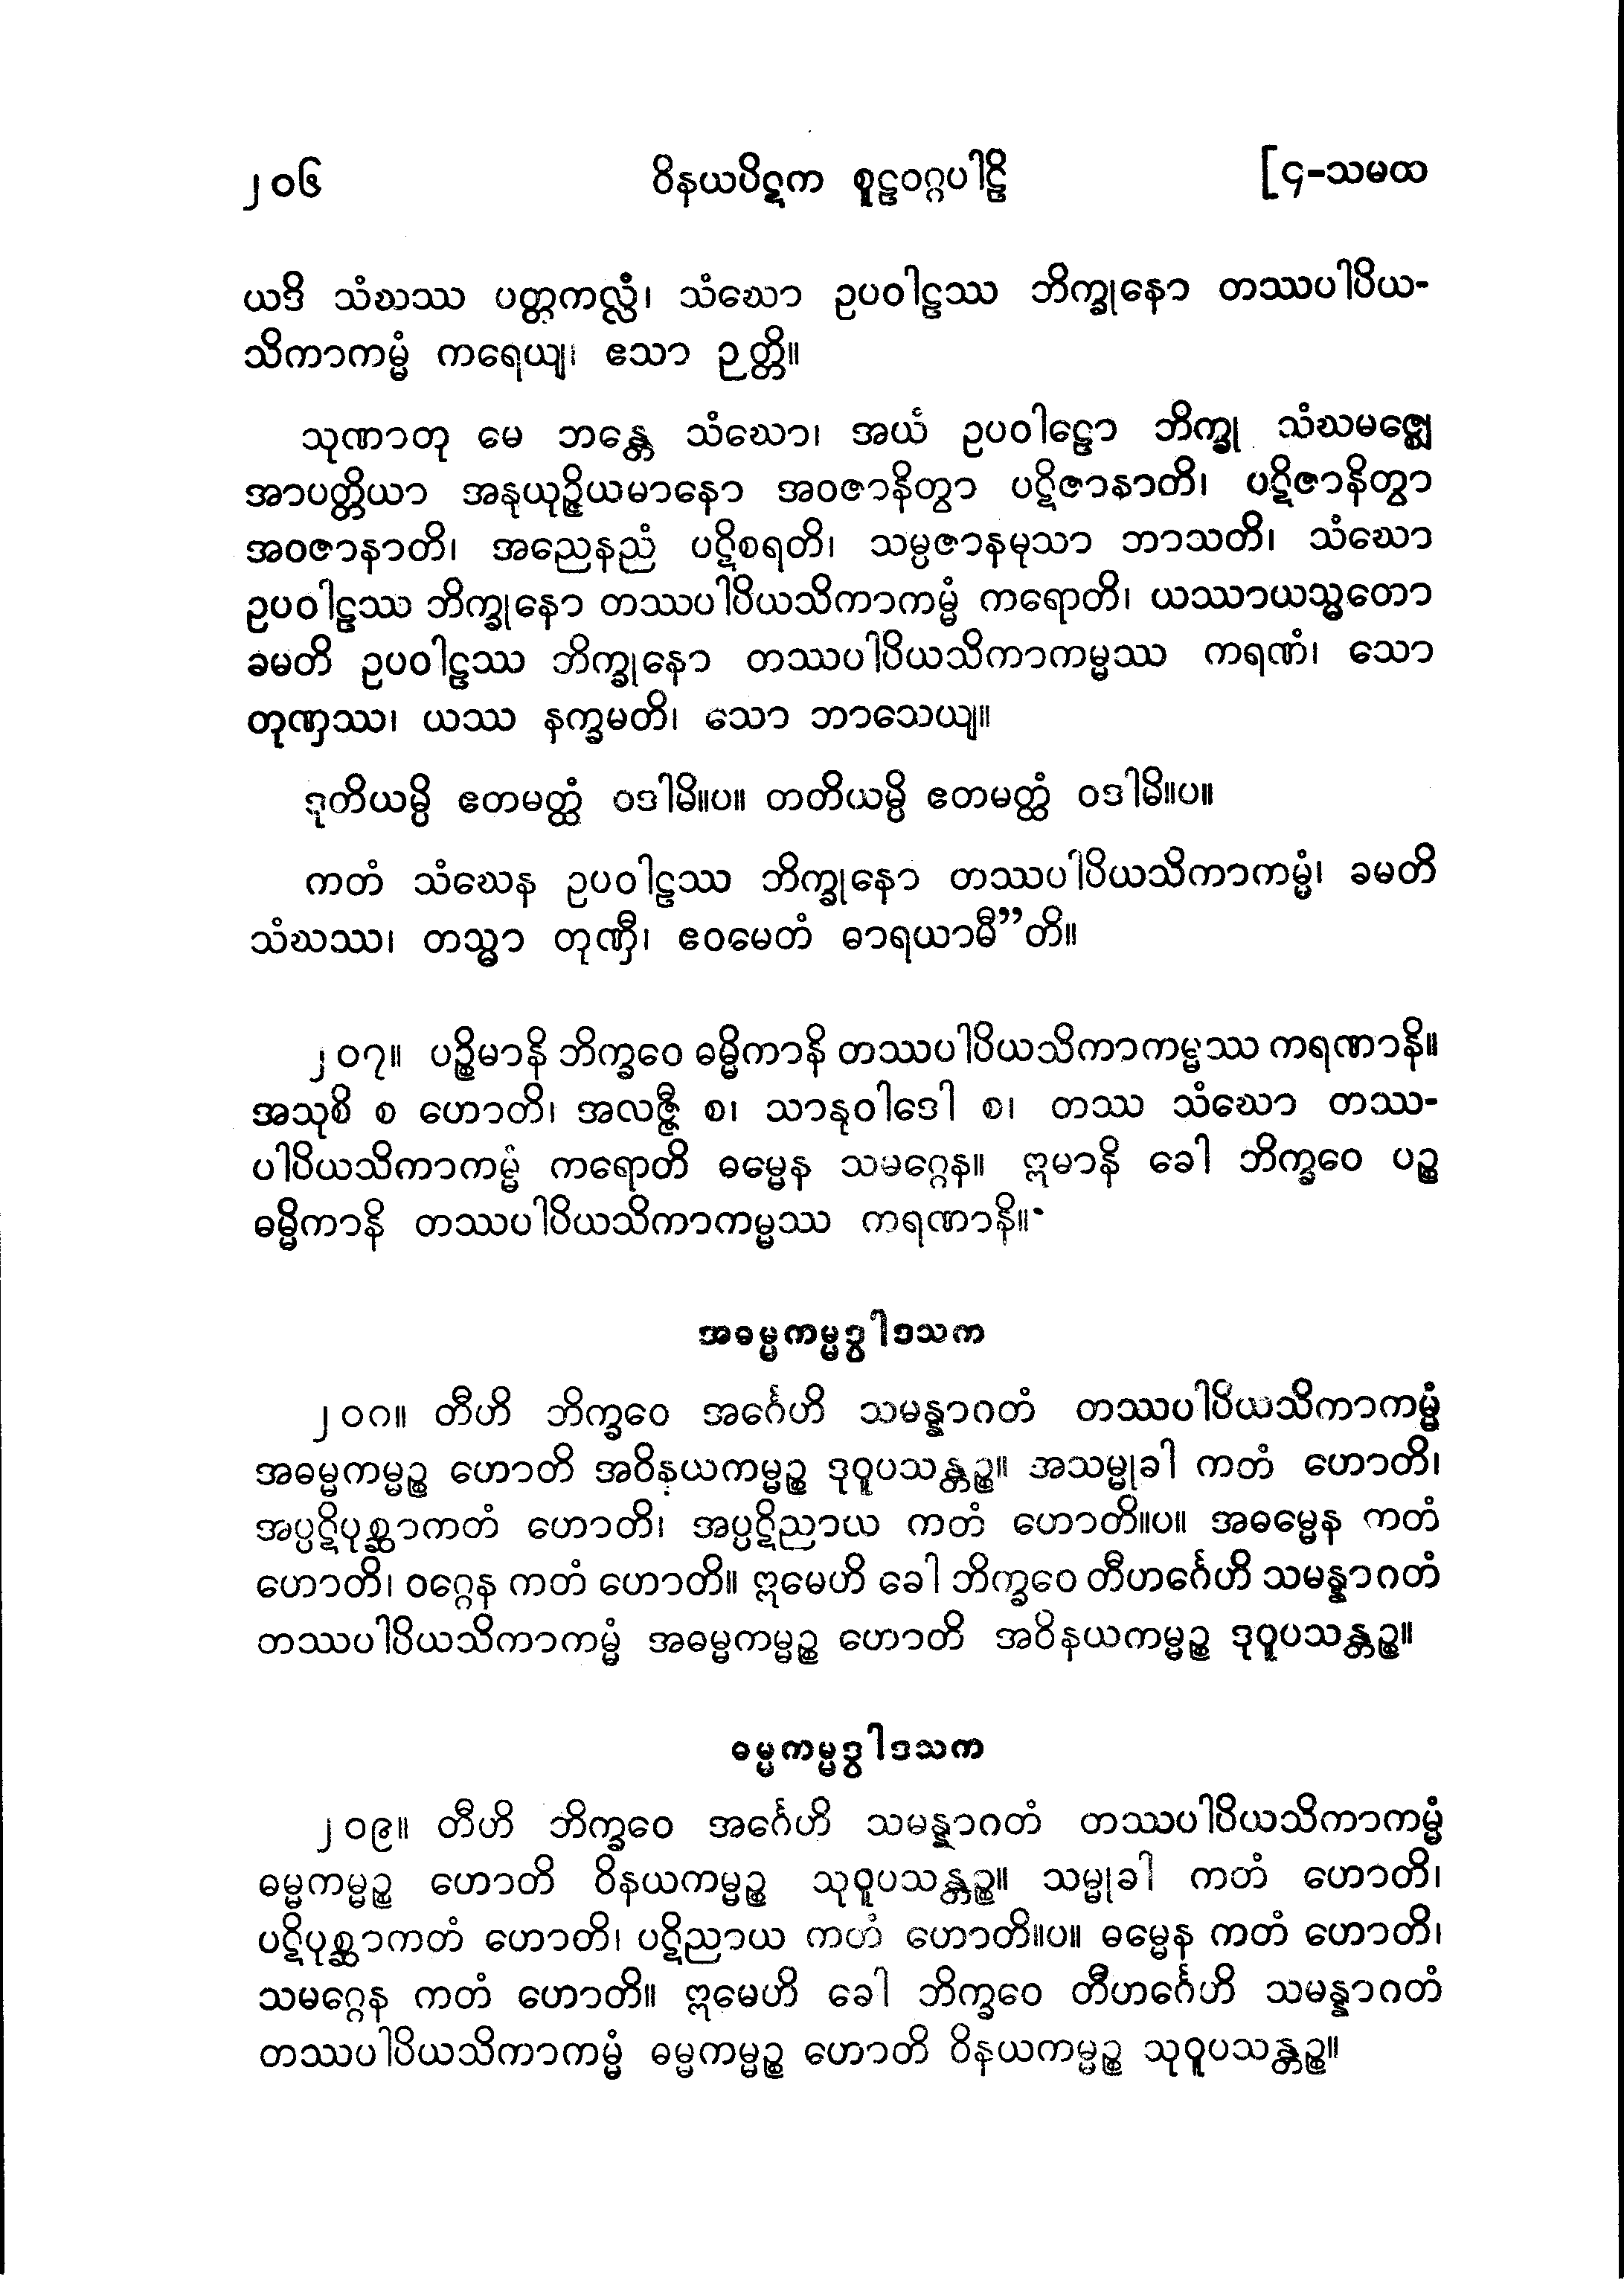 ၂၀၆ ဝိနယပိဋက စူဠဝဂ္ဂပါဠိ [၄-သမထ
ယဒိ သံဃဿ ပတ္တကလ္လံ၊ သံဃော ဥပဝါဠဿ ဘိက္ခုနော တဿပါပိယ-
သိကာကမ္မံ ကရေယျ၊ ဧသာ ဉတ္တိ။
သုဏာတု မေ ဘန္တေ သံဃော၊ အယံ ဥပဝါဠော ဘိက္ခု သံဃမဇ္ဈေ
အာပတ္တိယာ အနုယုဉ္ဇိယမာနော အဝဇာနိတွာ ပဋိဇာနာတိ၊ ပဋိဇာနိတွာ
အဝဇာနာတိ၊ အညေနညံ ပဋိစရတိ၊ သမ္ပဇာနမုသာ ဘာသတိ၊ သံဃော
ဥပဝါဠဿ ဘိက္ခုနော တဿပါပိယသိကာကမ္မံ ကရောတိ၊ ယဿာယသ္မတော
ခမတိ ဥပဝါဠဿ ဘိက္ခုနော တဿပါပိယသိကာကမ္မဿ ကရဏံ၊ သော
တုဏှဿ၊ ယဿ နက္ခမတိ၊ သော ဘာသေယျ။
ဒုတိယမ္ပိ ဧတမတ္ထံ ဝဒါမိ။ပ။ တတိယမ္ပိ ဧတမတ္ထံ ဝဒါမိ။ပ။
ကတံ သံဃေန ဥပဝါဠဿ ဘိက္ခုနော တဿပါပိယသိကာကမ္မံ၊ ခမတိ
သံဃဿ၊ တသ္မာ တုဏှီ၊ ဧဝမေတံ ဓာရယာမီ”တိ။
၂၀၇။ ပဉ္စိမာနိ ဘိက္ခဝေ ဓမ္မိကာနိ တဿပါပိယသိကာကမ္မဿ ကရဏာနိ။
အသုစိ စ ဟောတိ၊ အလဇ္ဇီ စ၊ သာနုဝါဒေါ စ၊ တဿ သံဃော တဿ-
ပါပိယသိကာကမ္မံ ကရောတိ ဓမ္မေန သမဂ္ဂေန။ ဣမာနိ ခေါ ဘိက္ခဝေ ပဉ္စ
ဓမ္မိကာနိ တဿပါပိယသိကာကမ္မဿ ကရဏာနိ။
အဓမ္မကမ္မဒွါဒသက
၂၀၈။ တီဟိ ဘိက္ခဝေ အင်္ဂေဟိ သမန္နာဂတံ တဿပါပိယသိကာကမ္မံ
အဓမ္မကမ္မဉ္စ ဟောတိ အဝိနယကမ္မဉ္စ ဒုဝူပသန္တဉ္စ။ အသမ္မုခါ ကတံ ဟောတိ၊
အပ္ပဋိပုစ္ဆာကတံ ဟောတိ၊ အပ္ပဋိညာယ ကတံ ဟောတိ။ပ။ အဓမ္မေန ကတံ
ဟောတိ၊ ဝဂ္ဂေန ကတံ ဟောတိ။ ဣမေဟိ ခေါ ဘိက္ခဝေ တီဟင်္ဂေဟိ သမန္နာဂတံ
တဿပါပိယသိကာကမ္မံ အဓမ္မကမ္မဉ္စ ဟောတိ အဝိနယကမ္မဉ္စ ဒုဝူပသန္တဉ္စ။
ဓမ္မကမ္မဒွါဒသက
၂၀၉။ တီဟိ ဘိက္ခဝေ အင်္ဂေဟိ သမန္နာဂတံ တဿပါပိယသိကာကမ္မံ
ဓမ္မကမ္မဉ္စ ဟောတိ ဝိနယကမ္မဉ္စ သုဝူပသန္တဉ္စ။ သမ္မုခါ ကတံ ဟောတိ၊
ပဋိပုစ္ဆာကတံ ဟောတိ၊ ပဋိညာယ ကတံ ဟောတိ။ပ။ ဓမ္မေန ကတံ ဟောတိ၊
သမဂ္ဂေန ကတံ ဟောတိ။ ဣမေဟိ ခေါ ဘိက္ခဝေ တီဟင်္ဂေဟိ သမန္နာဂတံ
တဿပါပိယသိကာကမ္မံ ဓမ္မကမ္မဉ္စ ဟောတိ ဝိနယကမ္မဉ္စ သုဝူပသန္တဉ္စ။